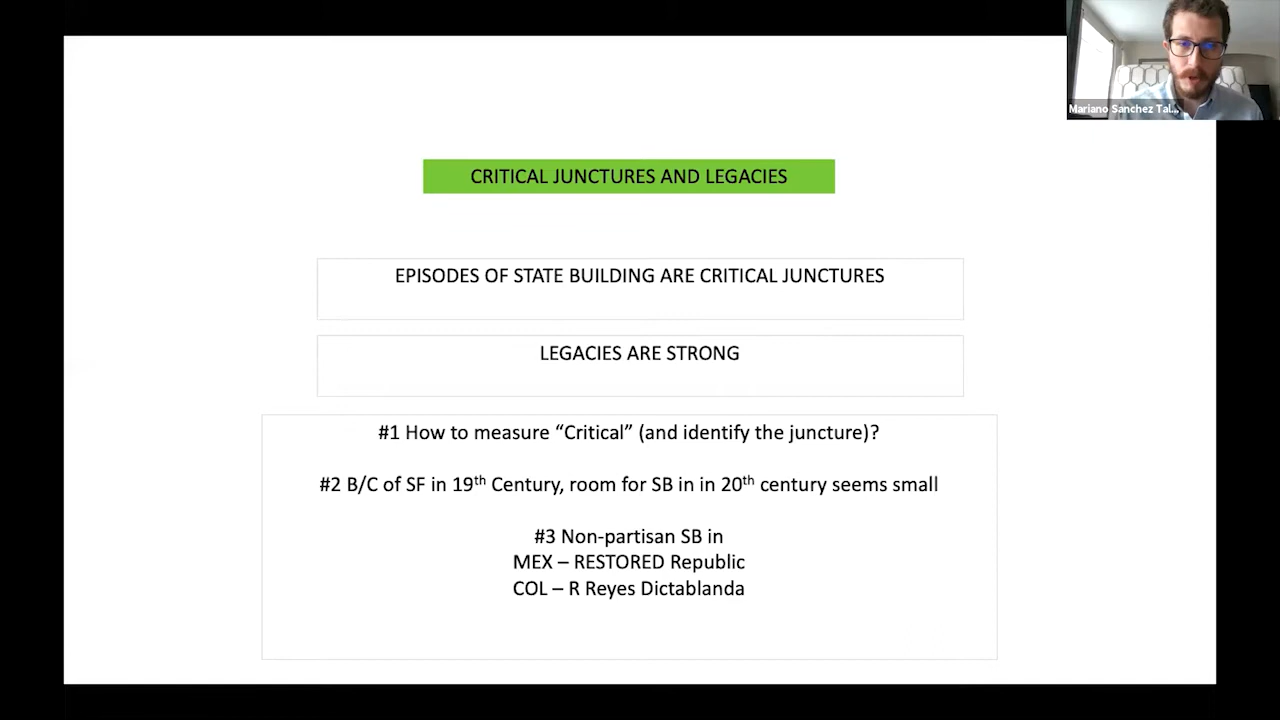 Mariano Sanchez Tal...
CRITICAL JUNCTURES AND LEGACIES
EPISODES OF STATE BUILDING ARE CRITICAL JUNCTURES
LEGACIES ARE STRONG
#1 How to measure “Critical” (and identify the juncture)?
#2 B/C of SF in 19th Century, room for SB in in 20th century seems small
#3 Non-partisan SB in
MEX – RESTORED Republic
COL – R Reyes Dictablanda